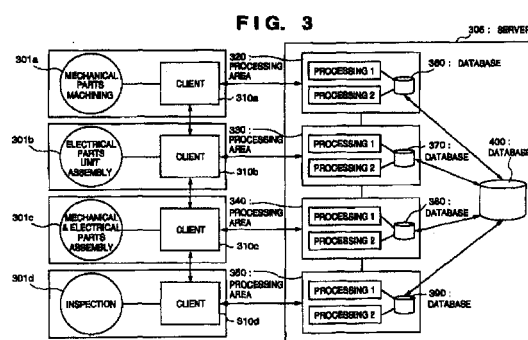 FIG. 3
305: SERVER
301a
MECHANICAL
PARTS
MACHINING
CLIENT
310a
320:
PROCESSING
AREA
PROCESSING 1
PROCESSING 2
360: DATABASE
301b
ELECTRICAL
PARTS
UNIT
ASSEMBLY
CLIENT
310b
330:
PROCESSING
AREA
PROCESSING 1
PROCESSING 2
370:
DATABASE
400: DATABASE
301c
MECHANICAL
& ELECTRICAL
PARTS
ASSEMBLY
CLIENT
310c
340:
PROCESSING
AREA
PROCESSING 1
PROCESSING 2
380:
DATABASE
301d
INSPECTION
CLIENT
310d
350:
PROCESSING
AREA
PROCESSING 1
PROCESSING 2
390:
DATABASE